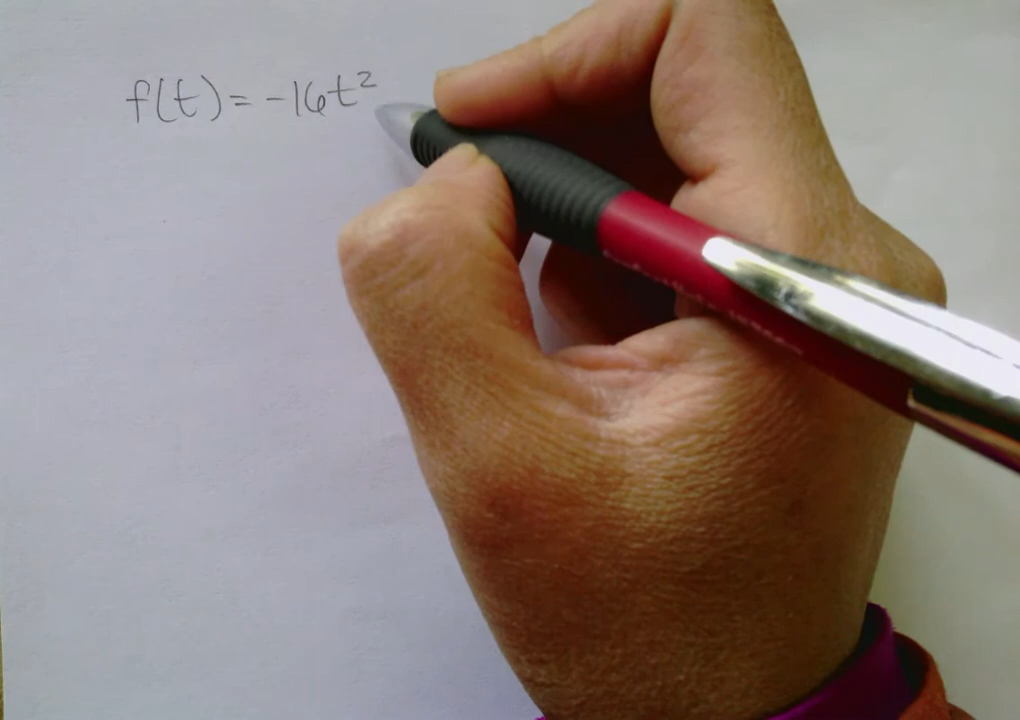 f(t) = -16t²